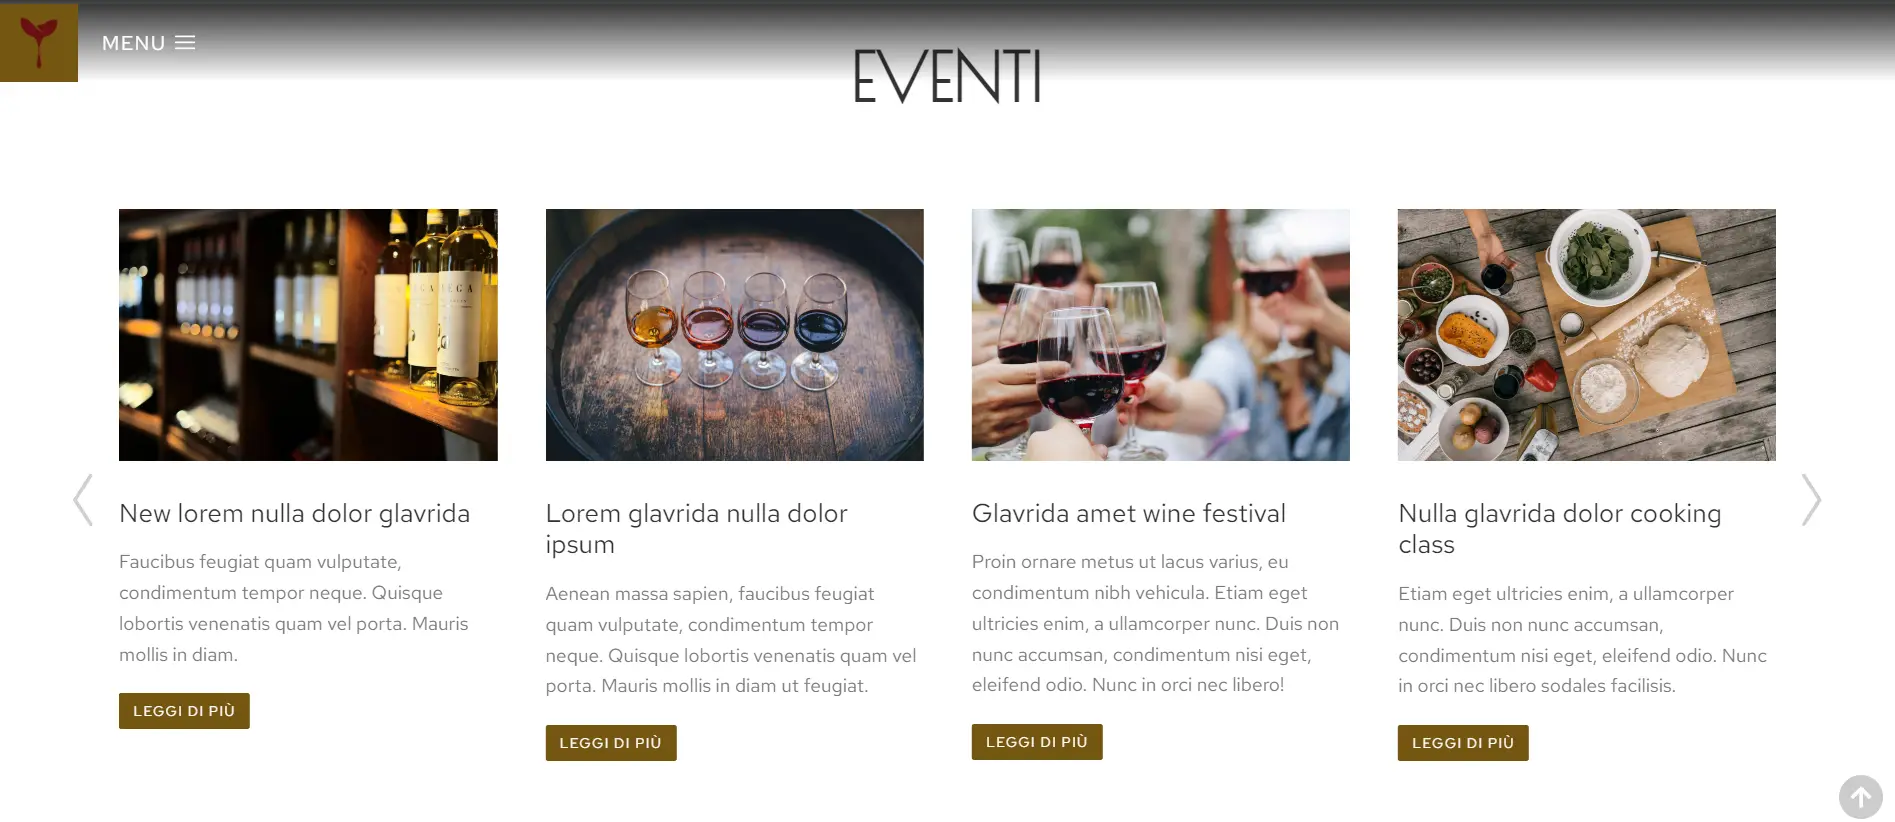 MENU
EVENTI
New lorem nulla dolor glavrida
Faucibus feugiat quam vulputate,
condimentum tempor neque. Quisque
lobortis venenatis quam vel porta. Mauris
mollis in diam.
LEGGI DI PIÙ
Lorem glavrida nulla dolor
ipsum
Aenean massa sapien, faucibus feugiat
quam vulputate, condimentum tempor
neque. Quisque lobortis venenatis quam vel
porta. Mauris mollis in diam ut feugiat.
LEGGI DI PIÙ
Glavrida amet wine festival
Proin ornare metus ut lacus varius, eu
condimentum nibh vehicula. Etiam eget
ultricies enim, a ullamcorper nunc. Duis non
nunc accumsan, condimentum nisi eget,
eleifend odio. Nunc in orci nec libero!
LEGGI DI PIÙ
Nulla glavrida dolor cooking
class
Etiam eget ultricies enim, a ullamcorper
nunc. Duis non nunc accumsan,
condimentum nisi eget, eleifend odio. Nunc
in orci nec libero sodales facilisis.
LEGGI DI PIÙ